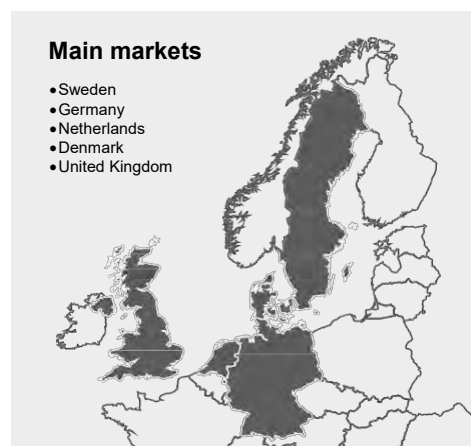 Main markets
•Sweden
•Germany
•Netherlands
•Denmark
•United Kingdom